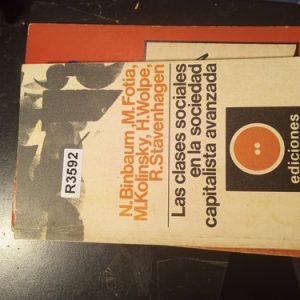 N. Binbaum, M. Fotia,
M. Kolinsky, H. Wolpe,
R. Stavenhagen
Las clases sociales
en la sociedad
capitalista avanzada
ediciones
R3592